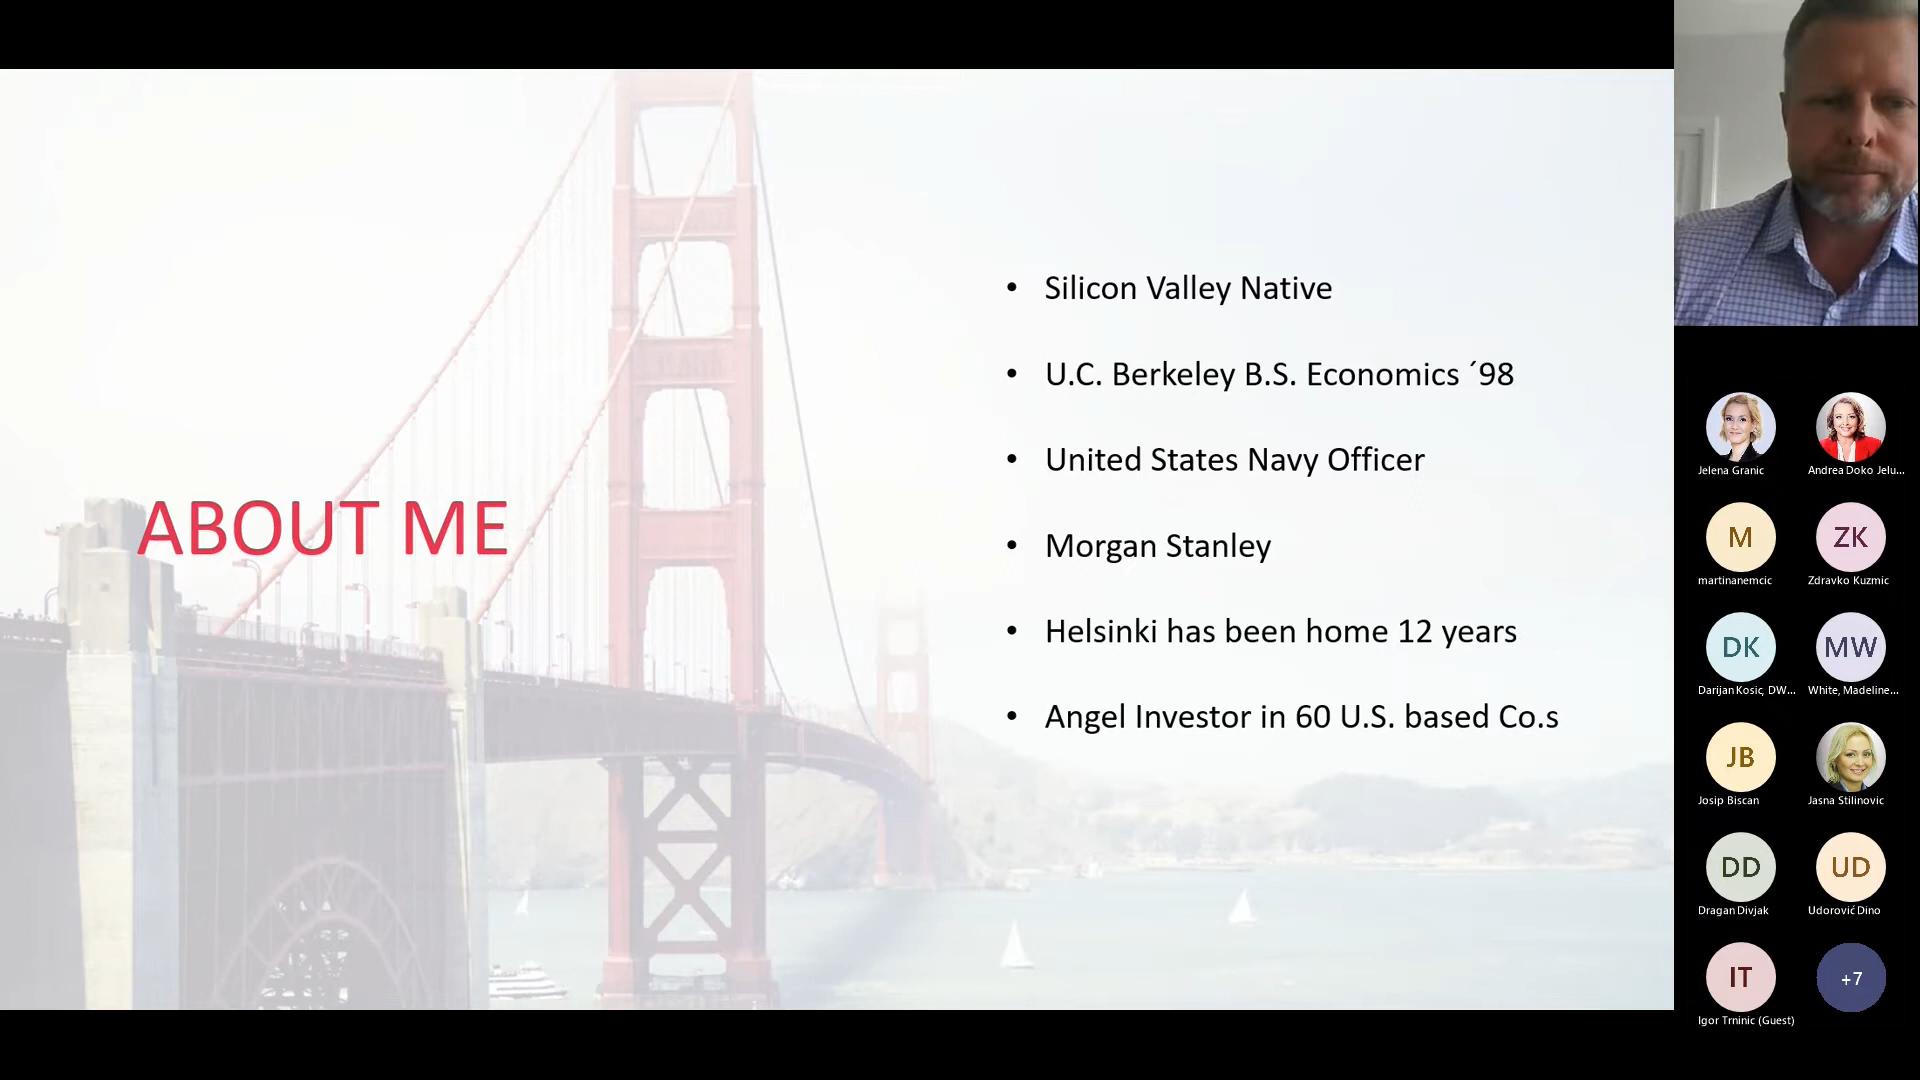 ABOUT ME
• Silicon Valley Native
• U.C. Berkeley B.S. Economics ´98
• United States Navy Officer
• Morgan Stanley
• Helsinki has been home 12 years
• Angel Investor in 60 U.S. based Co.s
Jelena Granic
Andrea Doko Jelu...
M
martinanemcic
ZK
Zdravko Kuzmic
DK
Darijan Kosic, DW...
MW
White, Madeline...
JB
Josip Biscan
Jasna Stilinovic
DD
Dragan Divjak
UD
Udorović Dino
IT
Igor Trninic (Guest)
+7